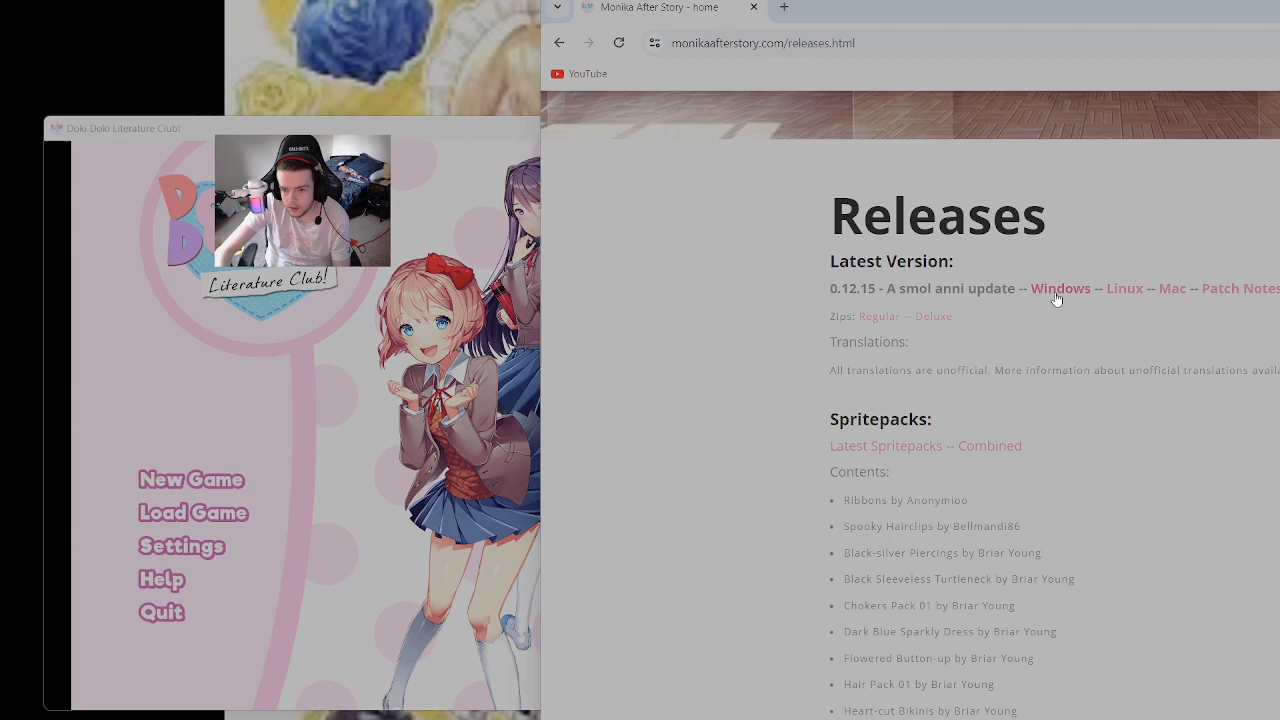 Monika After Story - home
monikaafterstory.com/releases.html
YouTube
Doki Doki Literature Club!
CALL OF DUTY
D
D
Literature Club!
New Game
Load Game
Settings
Help
Quit
Releases
Latest Version:
0.12.15 - A smol anni update -- Windows -- Linux -- Mac -- Patch Notes
Zips: Regular -- Deluxe
Translations:
All translations are unofficial. More information about unofficial translations availa
Spritepacks:
Latest Spritepacks -- Combined
Contents:
• Ribbons by Anonymioo
• Spooky Hairclips by Bellmandi86
• Black-silver Piercings by Briar Young
• Black Sleeveless Turtleneck by Briar Young
• Chokers Pack 01 by Briar Young
• Dark Blue Sparkly Dress by Briar Young
• Flowered Button-up by Briar Young
• Hair Pack 01 by Briar Young
• Heart-cut Bikinis by Briar Young